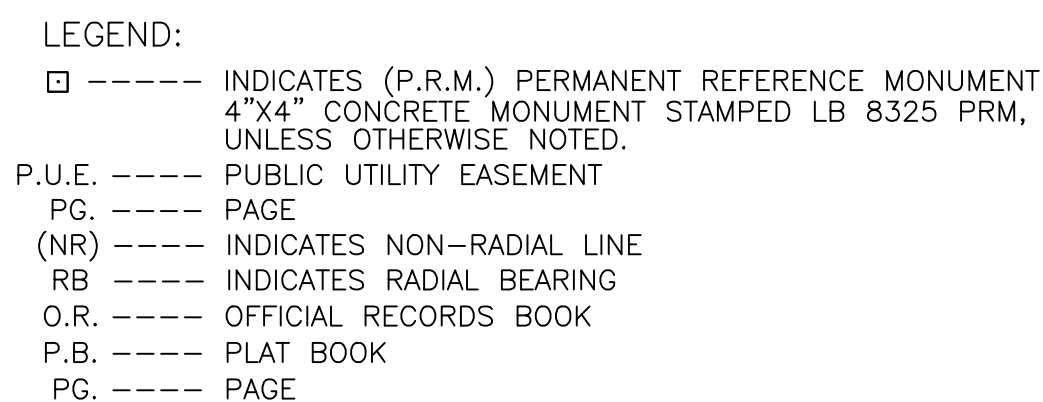 LEGEND:
⊡ ----- INDICATES (P.R.M.) PERMANENT REFERENCE MONUMENT
4"X4" CONCRETE MONUMENT STAMPED LB 8325 PRM,
UNLESS OTHERWISE NOTED.
P.U.E. ---- PUBLIC UTILITY EASEMENT
PG. ---- PAGE
(NR) ---- INDICATES NON-RADIAL LINE
RB ---- INDICATES RADIAL BEARING
O.R. ---- OFFICIAL RECORDS BOOK
P.B. ---- PLAT BOOK
PG. ---- PAGE